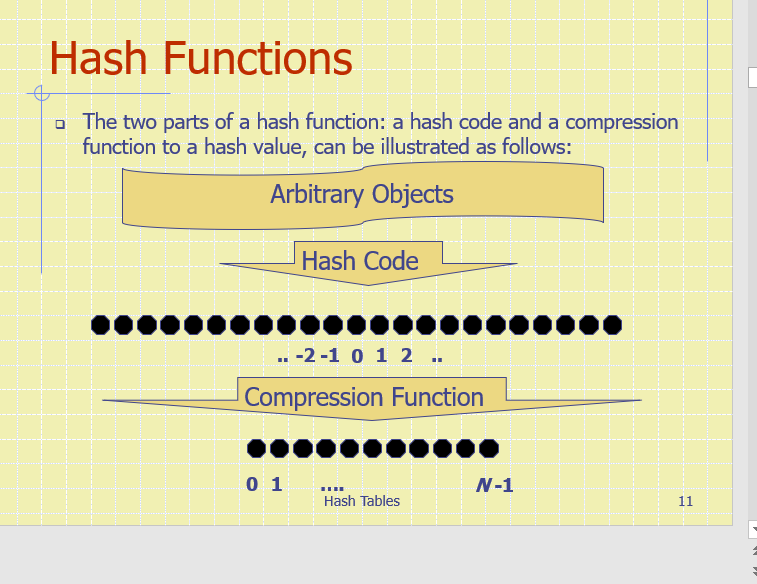 Hash Functions
The two parts of a hash function: a hash code and a compression
function to a hash value, can be illustrated as follows:
Arbitrary Objects
Hash Code
.. -2 -1 0 1 2 ..
Compression Function
0 1 .... N -1
Hash Tables 11